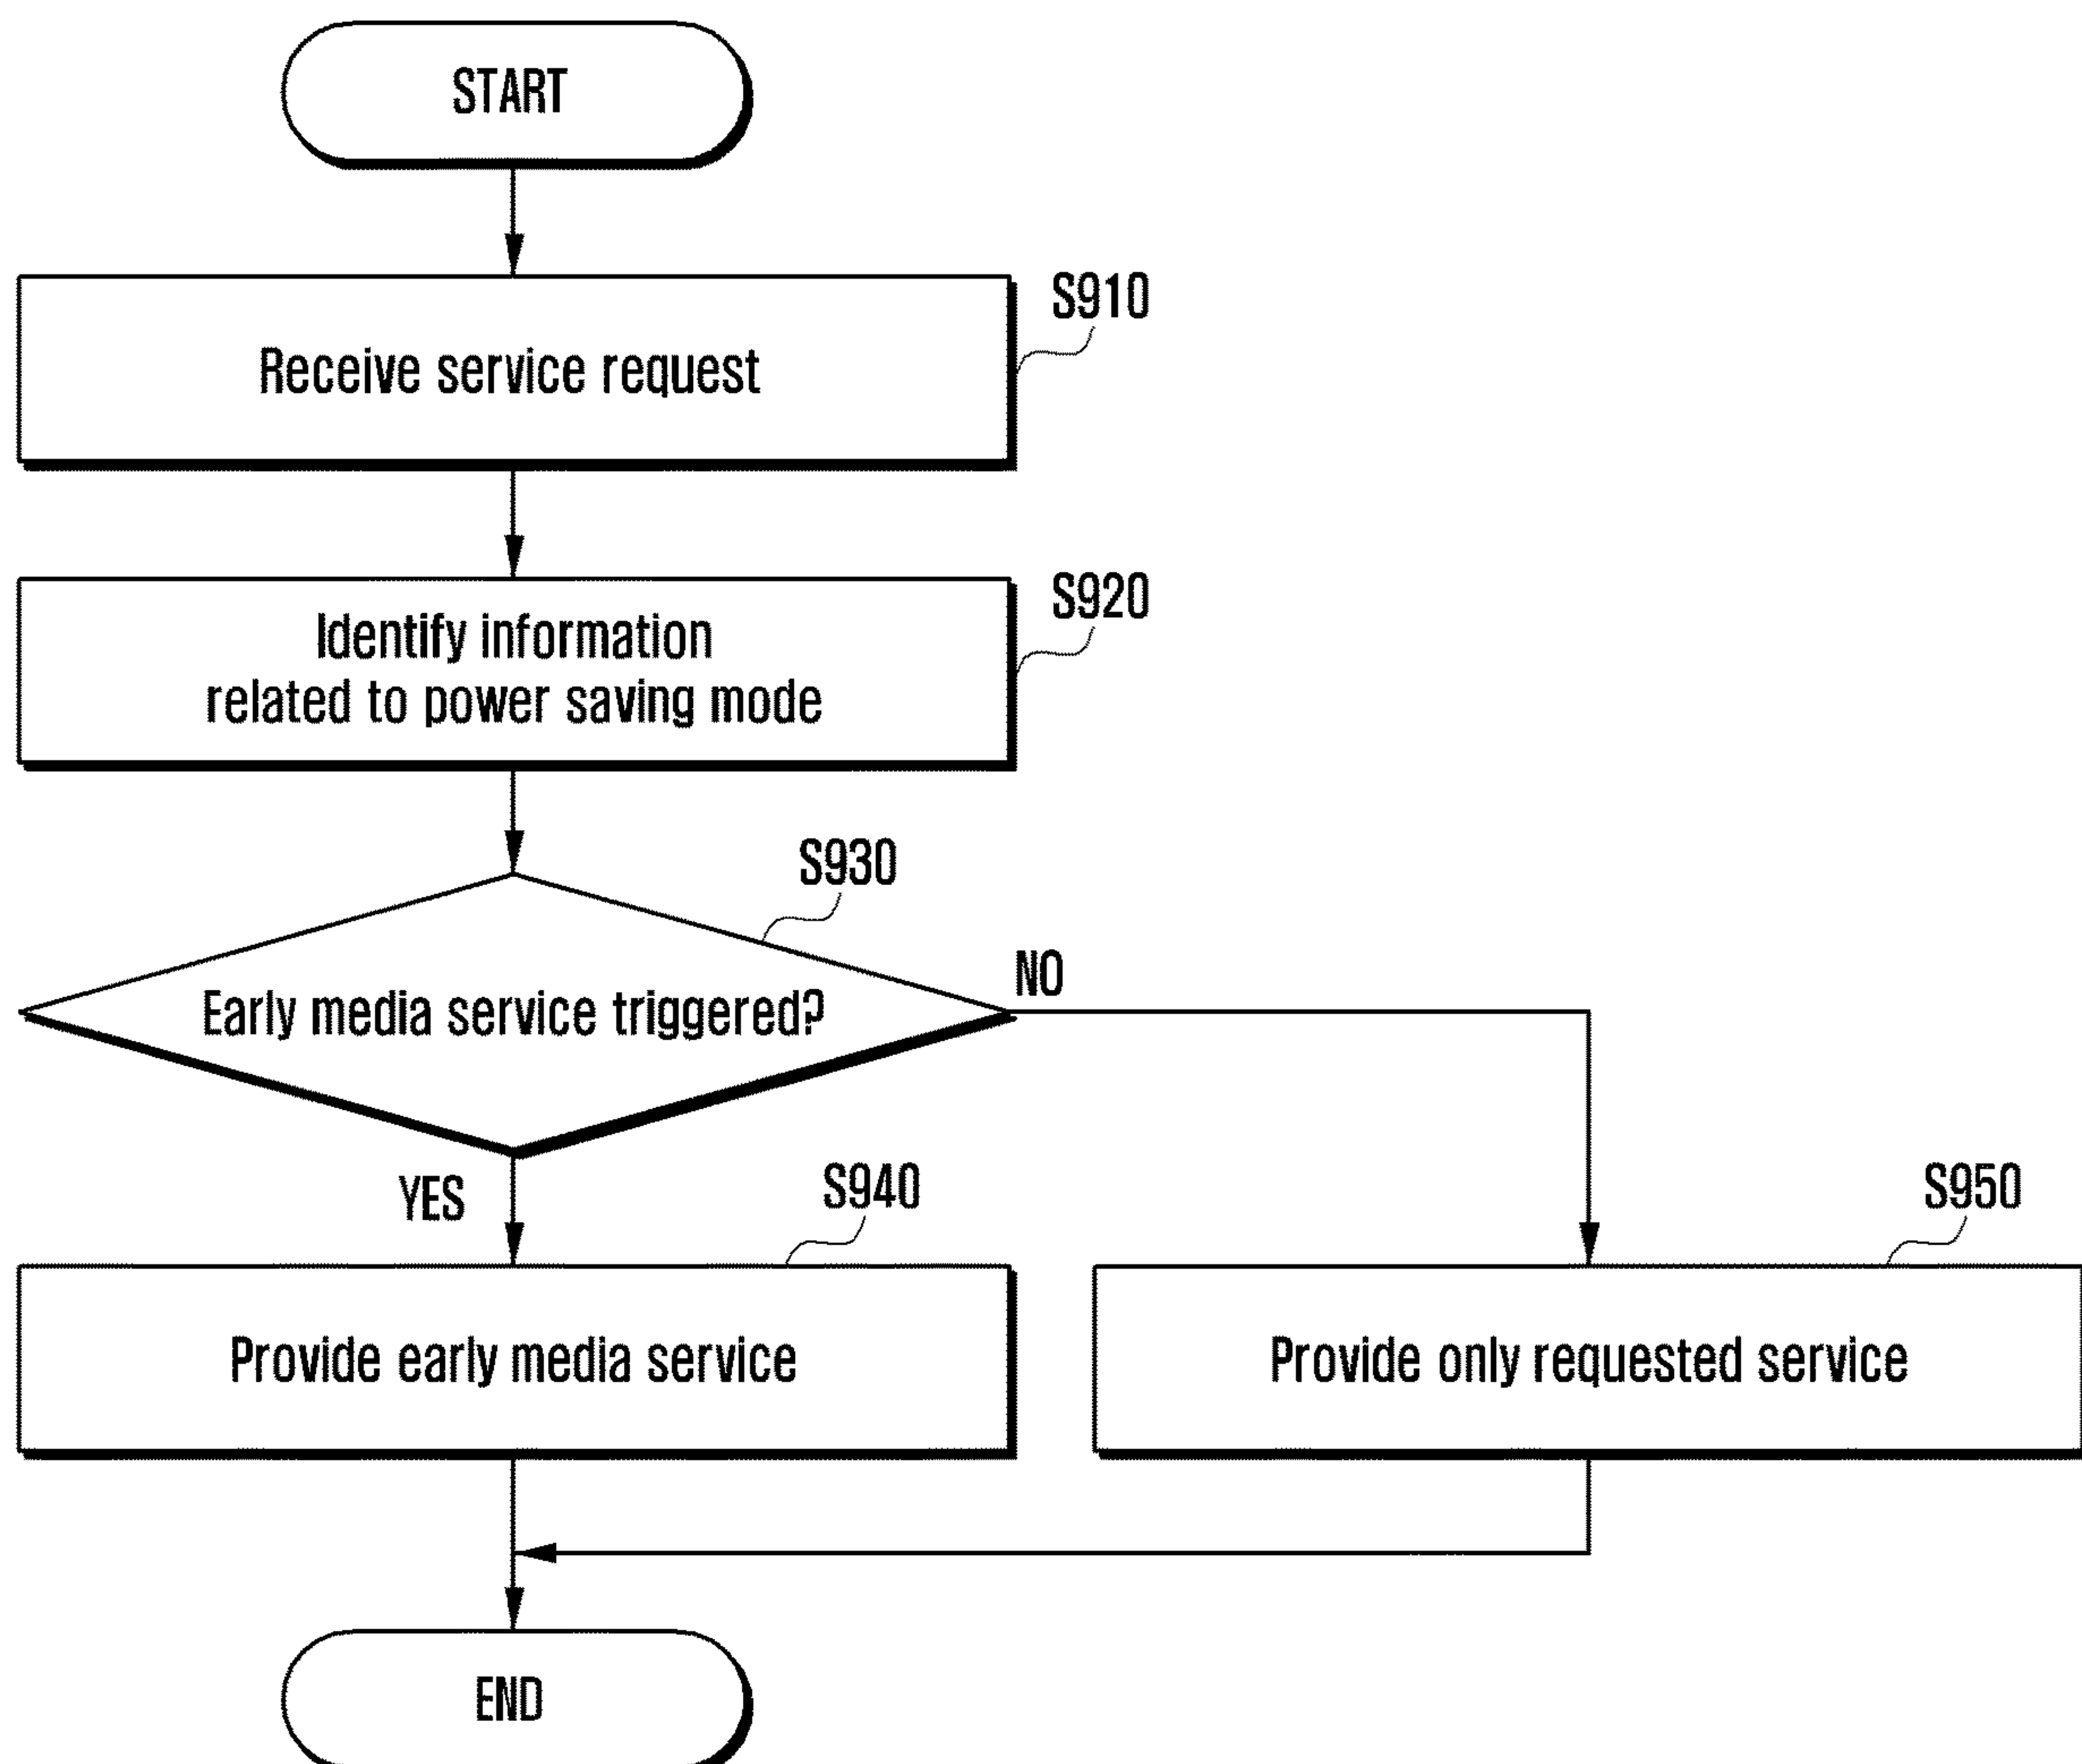 START
S910
Receive service request
S920
Identify information
related to power saving mode
S930
NO
Early media service triggered?
YES
S940
S950
Provide early media service
Provide only requested service
END